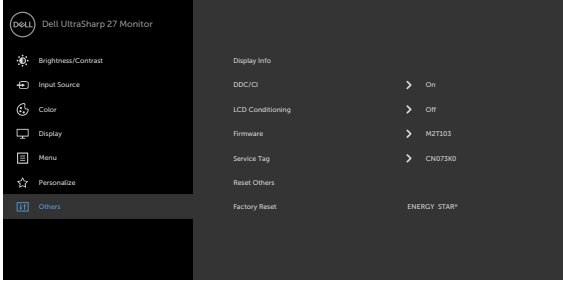 DELL
Dell UltraSharp 27 Monitor
Brightness/Contrast
Input Source
Color
Display
Menu
Personalize
Others
Display Info
DDC/CI On
LCD Conditioning Off
Firmware M2T103
Service Tag CN073K0
Reset Others
Factory Reset ENERGY STAR®